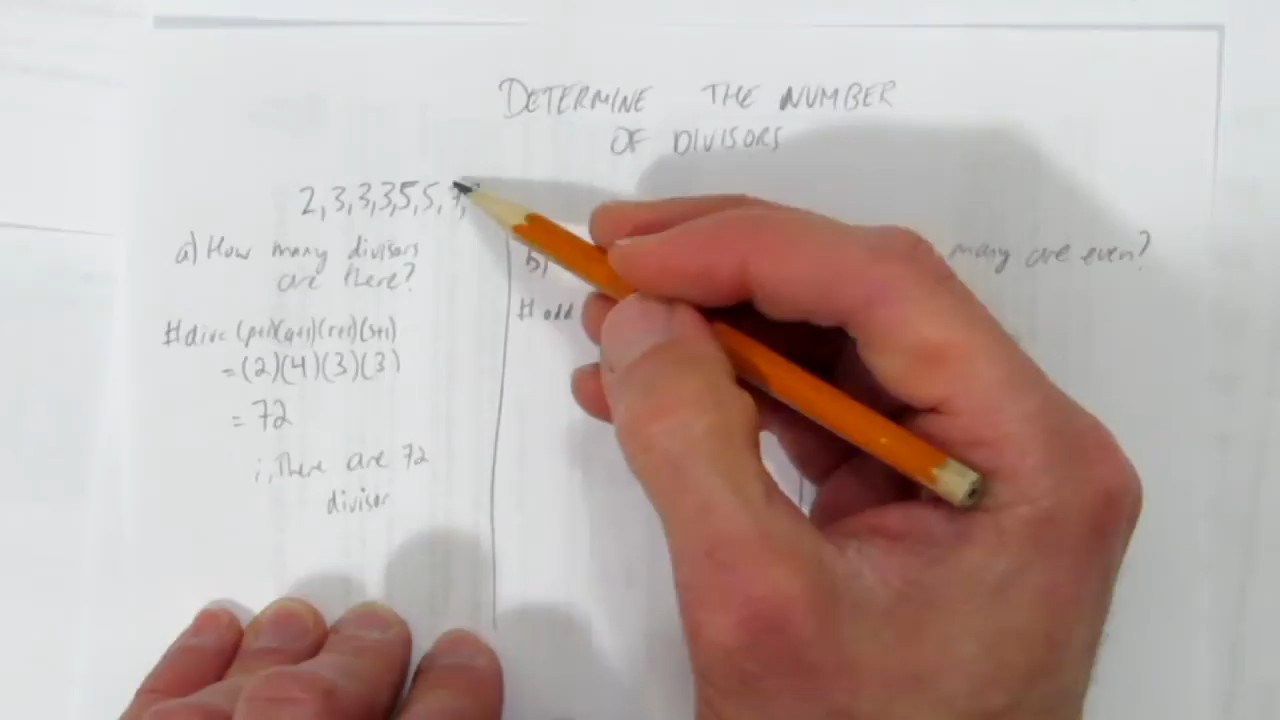 DETERMINE THE NUMBER
OF DIVISORS
2,3,3,3,5,5,7,
a) How many divisors
are there?
#div= (p+1)(q+1)(r+1)(s+1)
=(2)(4)(3)(3)
= 72
There are 72
divisor
b)
# odd
many are even?